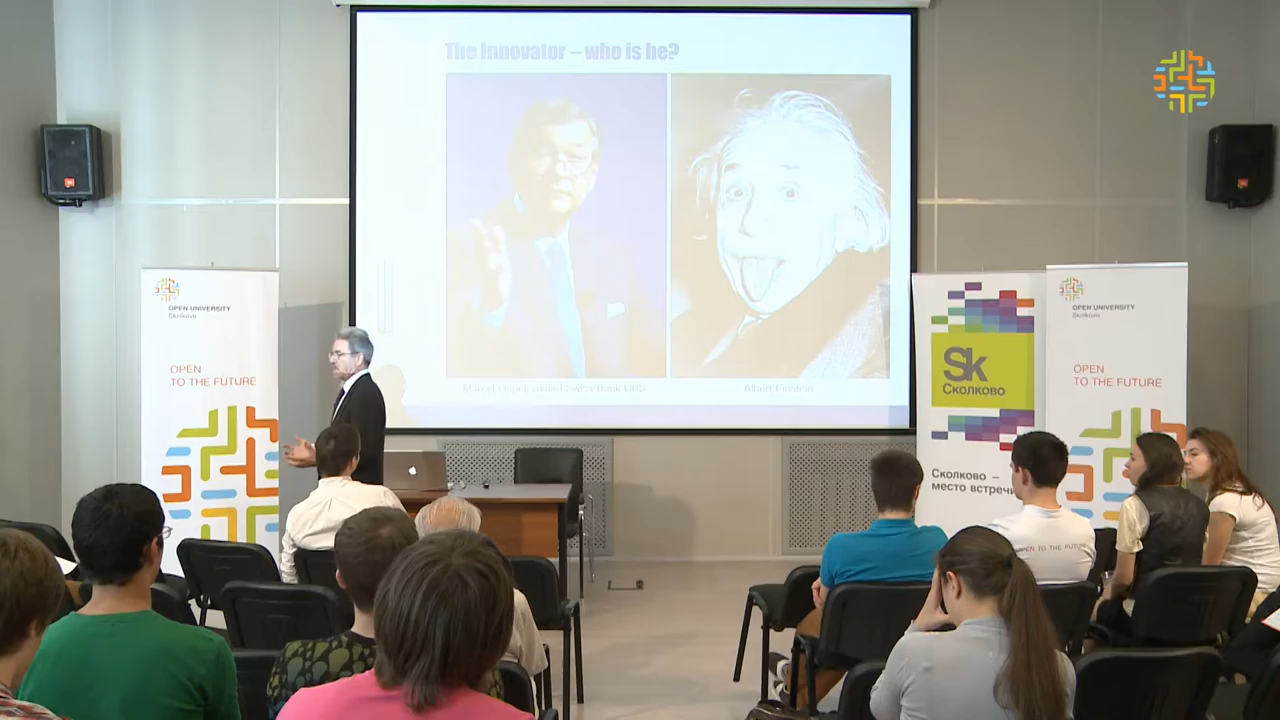 The Innovator – who is he?
Albert Einstein
OPEN UNIVERSITY
Skolkovo
OPEN
TO THE FUTURE
Sk
Сколково
Сколково –
место встречи
OPEN UNIVERSITY
Skolkovo
OPEN
TO THE FUTURE
OPEN TO THE FUTURE